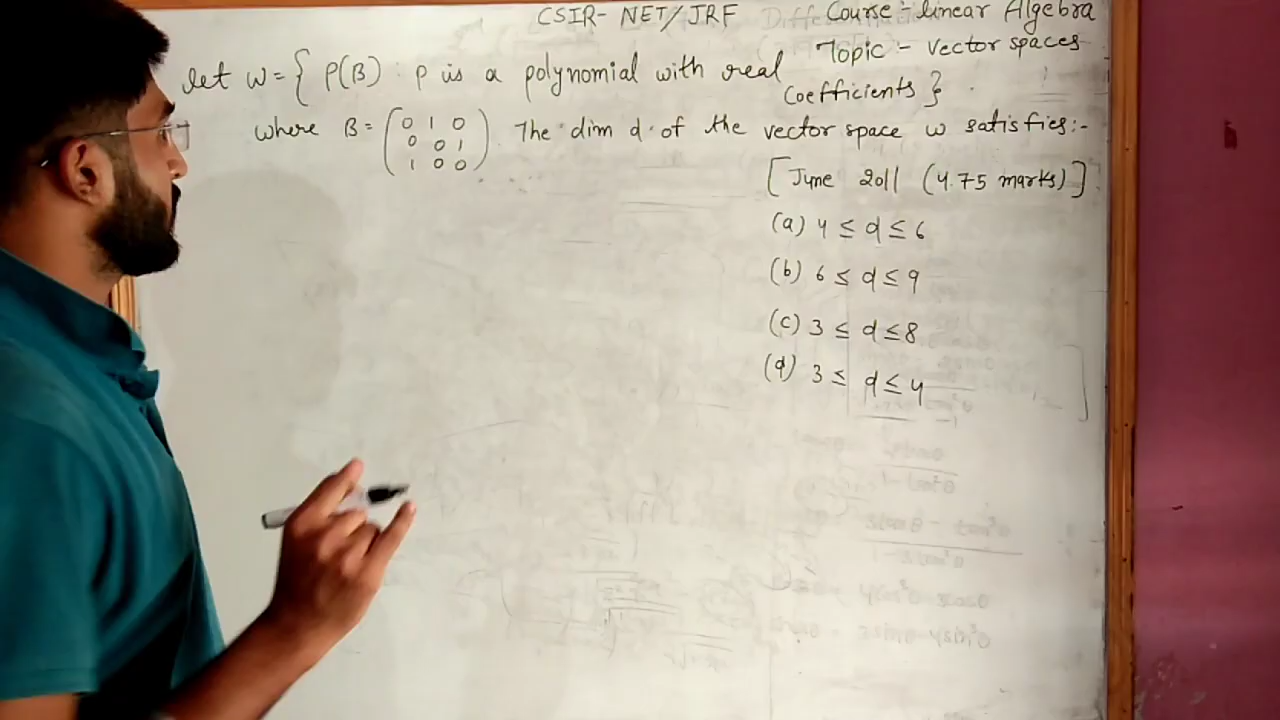 CSIR- NET/JRF Course - linear Algebra
Topic - vector spaces
let W = { P(B) : P is a polynomial with real
coefficients }
where B = ( 0 1 0
0 0 1
1 0 0 ) The dim d of the vector space W satisfies:-
[June 2011 (4.75 marks)]
(a) 4 ≤ d ≤ 6
(b) 6 ≤ d ≤ 9
(c) 3 ≤ d ≤ 8
(d) 3 ≤ d ≤ 4